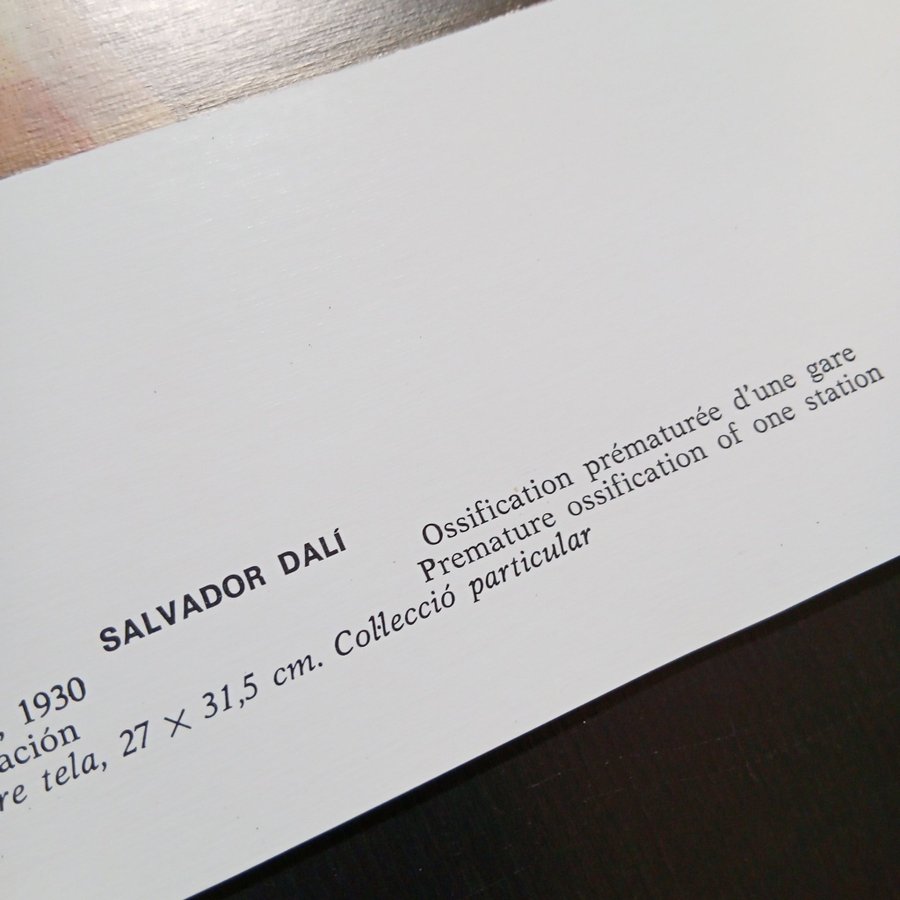 SALVADOR DALÍ
, 1930
Ossification prématurée d'une gare
ación
Premature ossification of one station
re tela, 27 × 31,5 cm. Col·lecció particular